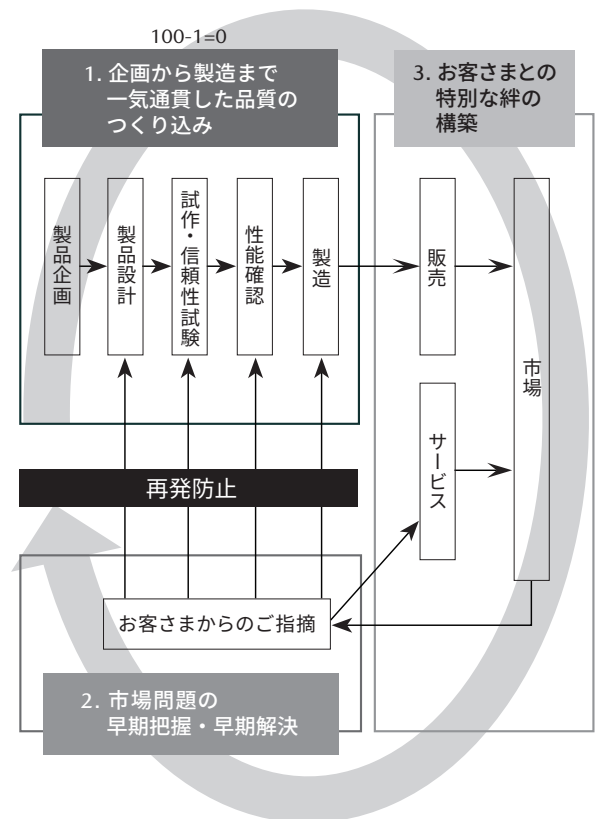 100-1=0
1. 企画から製造まで
一気通貫した品質の
つくり込み
3. お客さまとの
特別な絆の
構築
製品企画
製品設計
試作・信頼性試験
性能確認
製造
販売
市場
サービス
再発防止
お客さまからのご指摘
2. 市場問題の
早期把握・早期解決